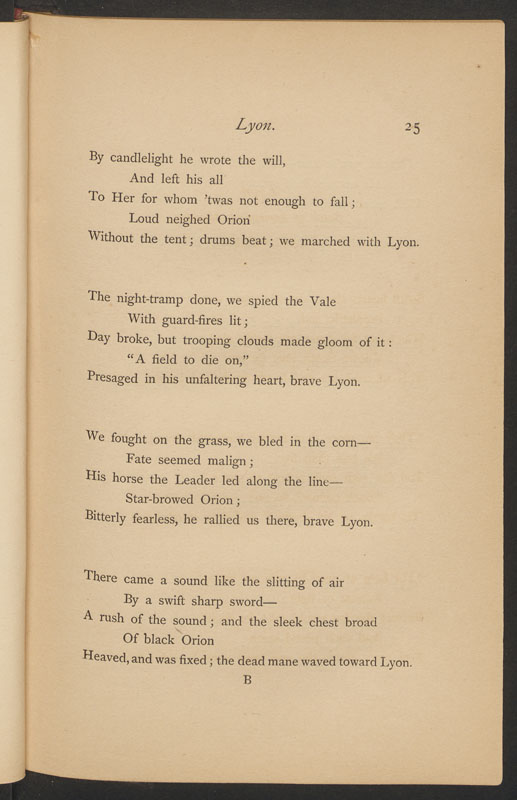 Lyon. 25
By candlelight he wrote the will,
And left his all
To Her for whom 'twas not enough to fall;
Loud neighed Orion
Without the tent; drums beat; we marched with Lyon.
The night-tramp done, we spied the Vale
With guard-fires lit;
Day broke, but trooping clouds made gloom of it:
"A field to die on,"
Presaged in his unfaltering heart, brave Lyon.
We fought on the grass, we bled in the corn—
Fate seemed malign;
His horse the Leader led along the line—
Star-browed Orion;
Bitterly fearless, he rallied us there, brave Lyon.
There came a sound like the slitting of air
By a swift sharp sword—
A rush of the sound; and the sleek chest broad
Of black Orion
Heaved, and was fixed; the dead mane waved toward Lyon.
B